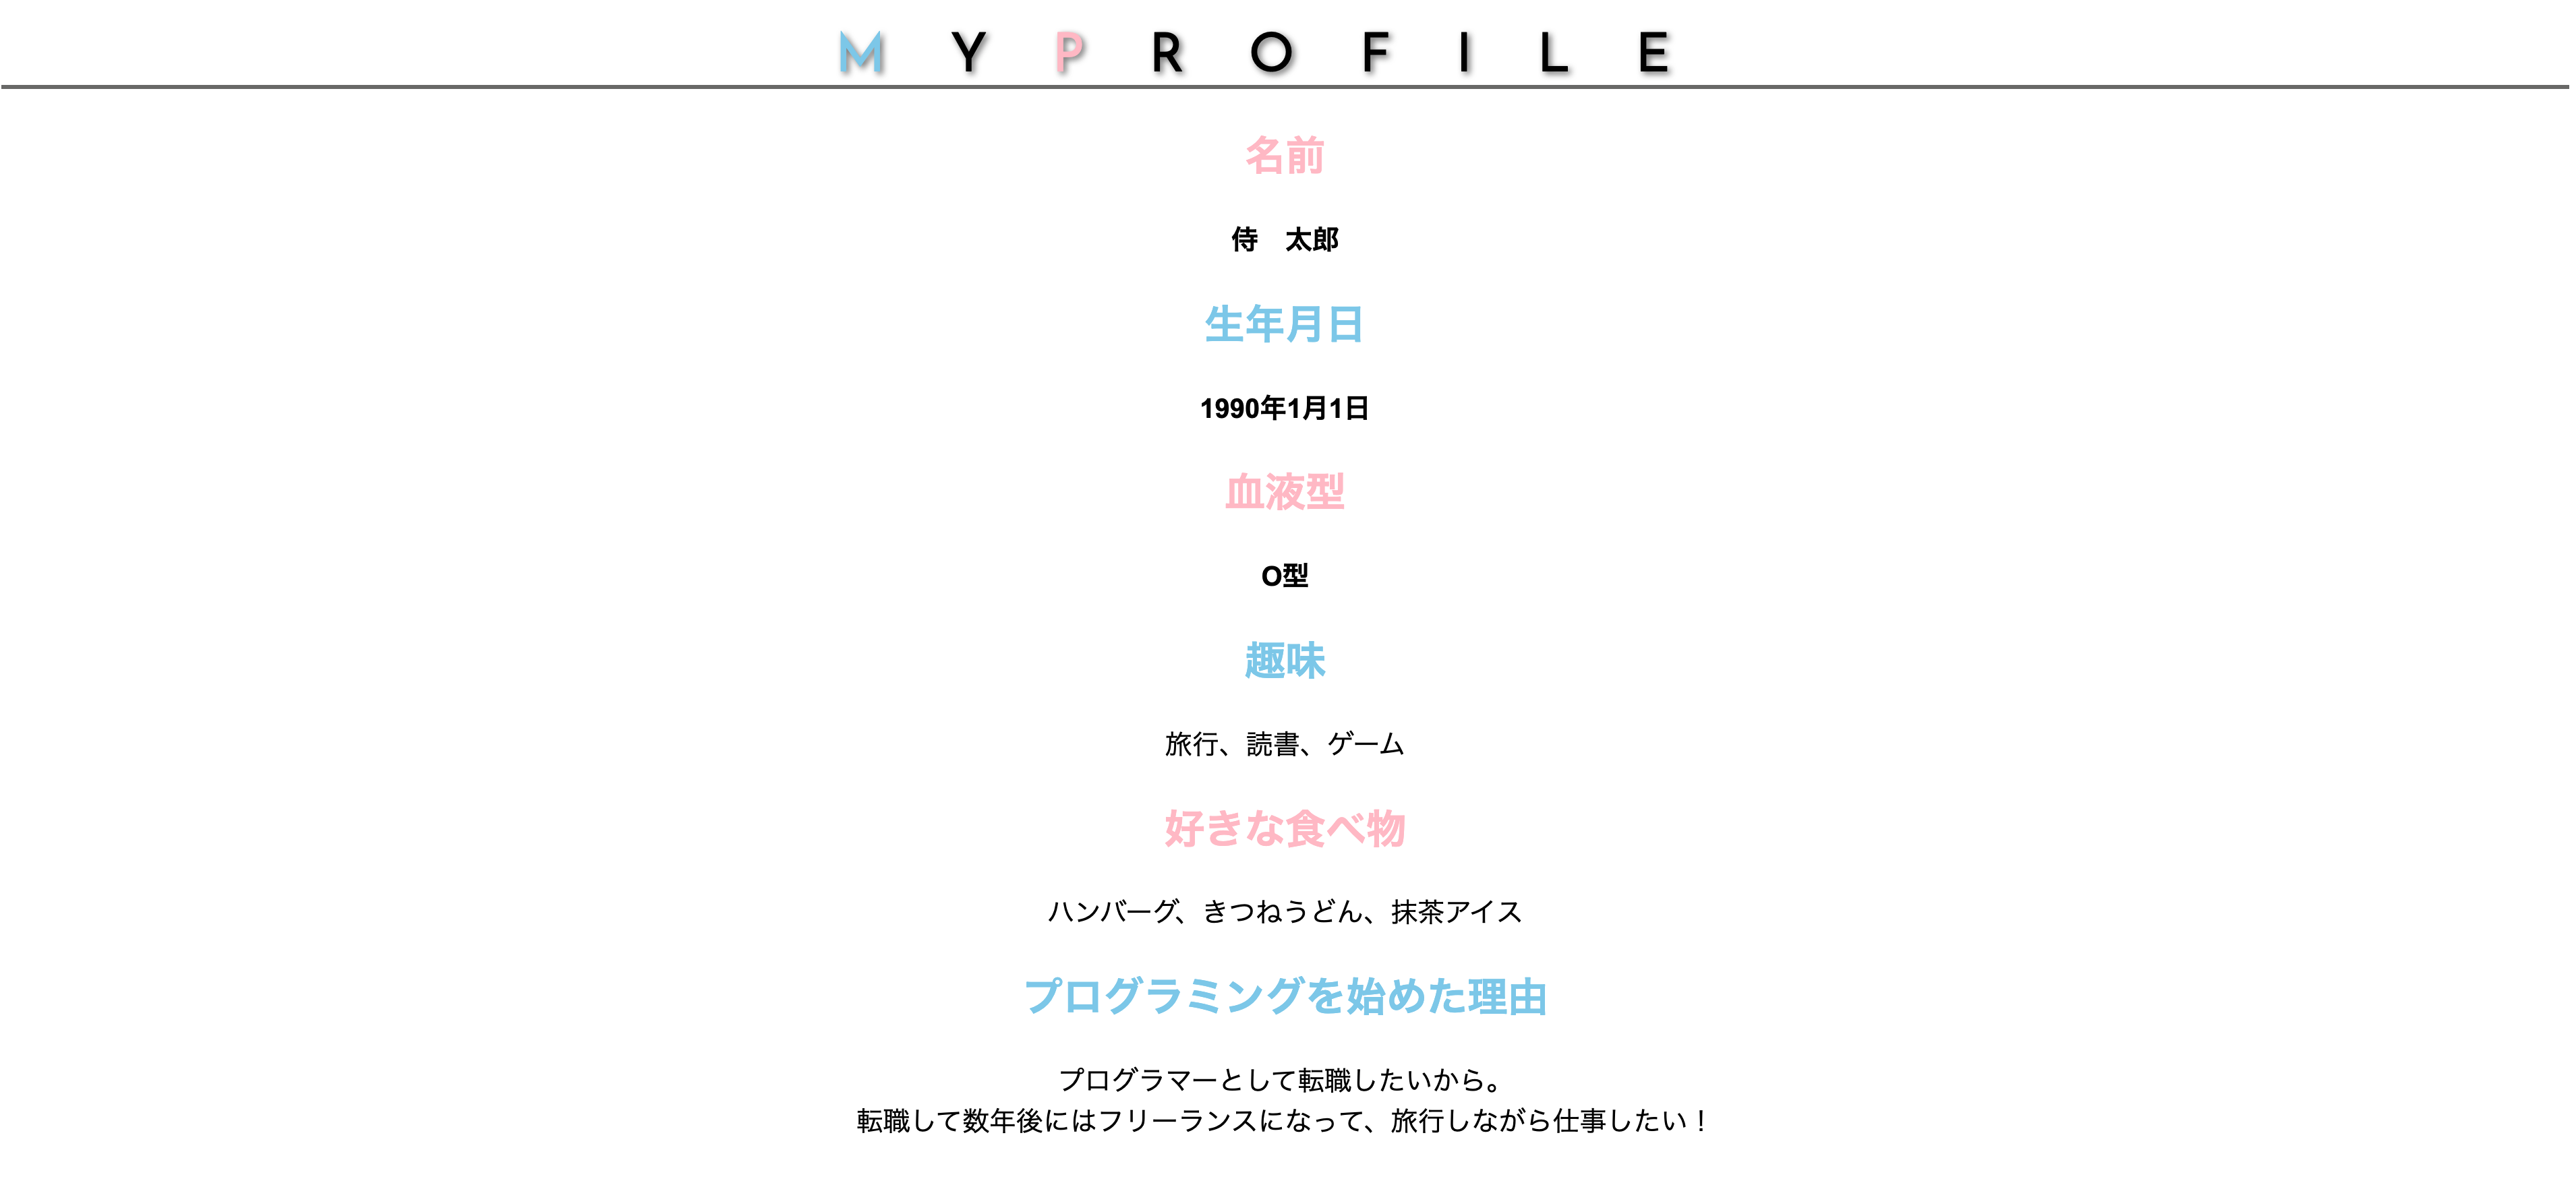 MYPROFILE
名前
侍　太郎
生年月日
1990年1月1日
血液型
O型
趣味
旅行、読書、ゲーム
好きな食べ物
ハンバーグ、きつねうどん、抹茶アイス
プログラミングを始めた理由
プログラマーとして転職したいから。
転職して数年後にはフリーランスになって、旅行しながら仕事したい！